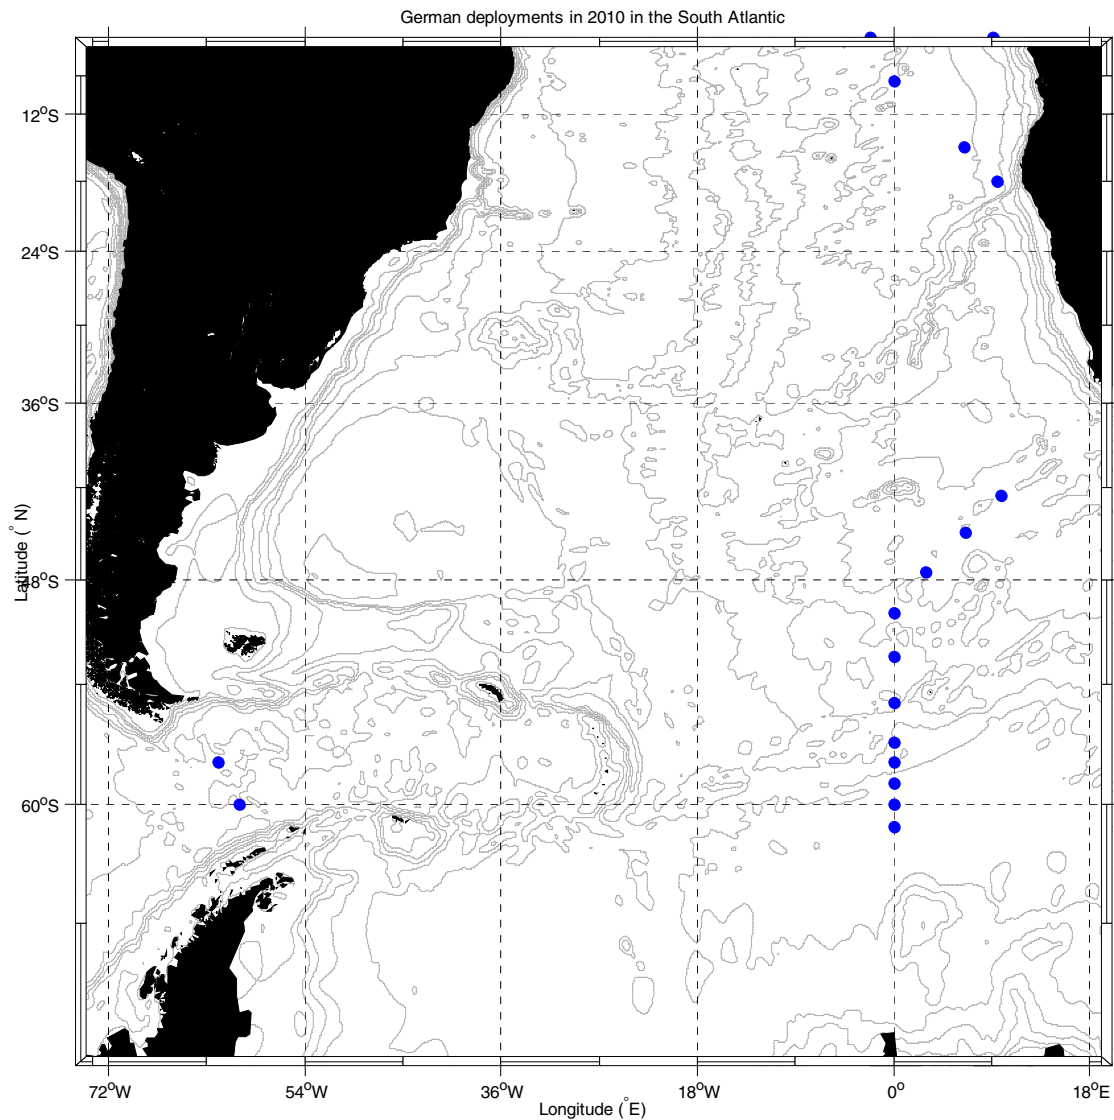 German deployments in 2010 in the South Atlantic
12°S
24°S
36°S
Latitude (° N)
48°S
60°S
72°W
54°W
36°W
18°W
0°
18°E
Longitude (°E)